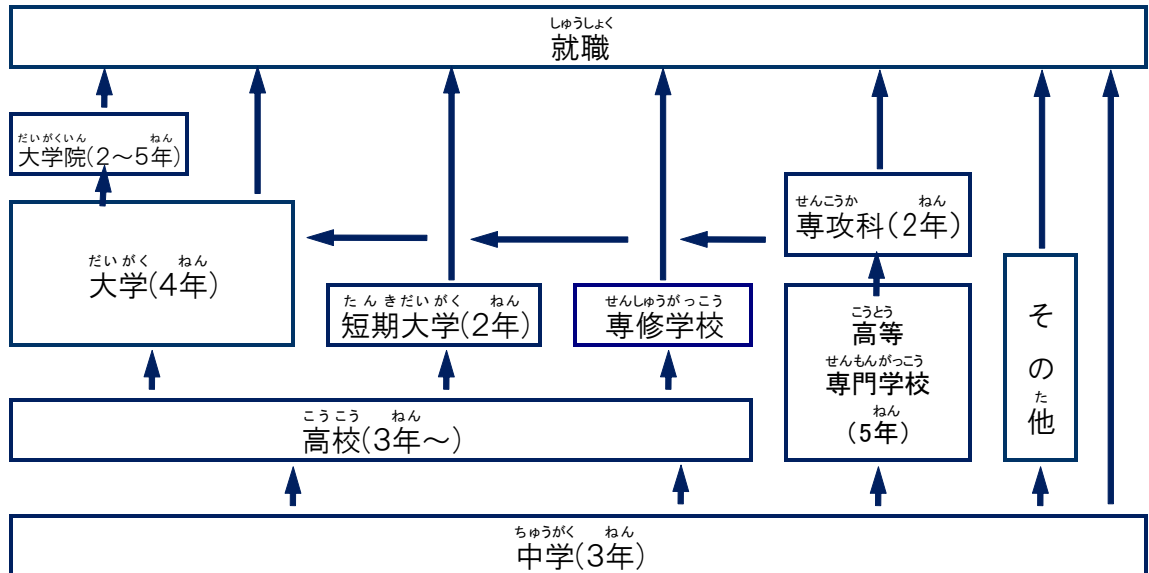 しゅうしょく
就職
だいがくいん ねん
大学院(2～5年)
せんこうか ねん
専攻科(2年)
だいがく ねん
大学(4年)
たんきだいがく ねん
短期大学(2年)
せんしゅうがっこう
専修学校
こうとう
高等
せんもんがっこう
専門学校
ねん
(5年)
そ
の
た
他
こうこう ねん
高校(3年～)
ちゅうがく ねん
中学(3年)